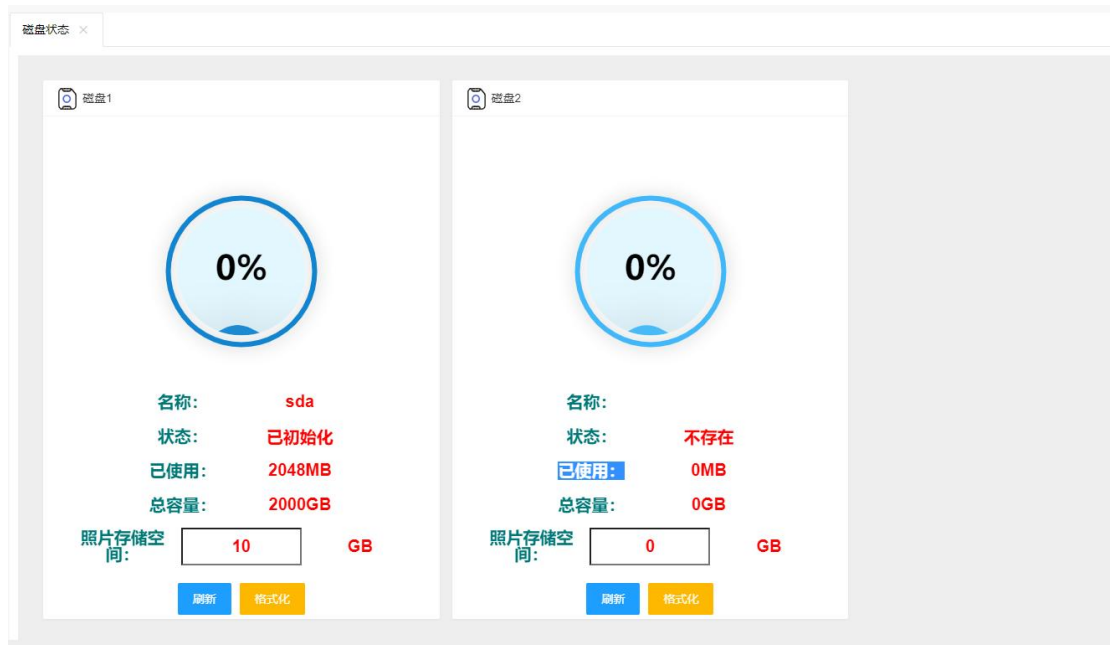 磁盘状态
磁盘1
0%
名称： sda
状态： 已初始化
已使用： 2048MB
总容量： 2000GB
照片存储空
间： 10 GB
刷新 格式化
磁盘2
0%
名称：
状态： 不存在
已使用： 0MB
总容量： 0GB
照片存储空
间： 0 GB
刷新 格式化